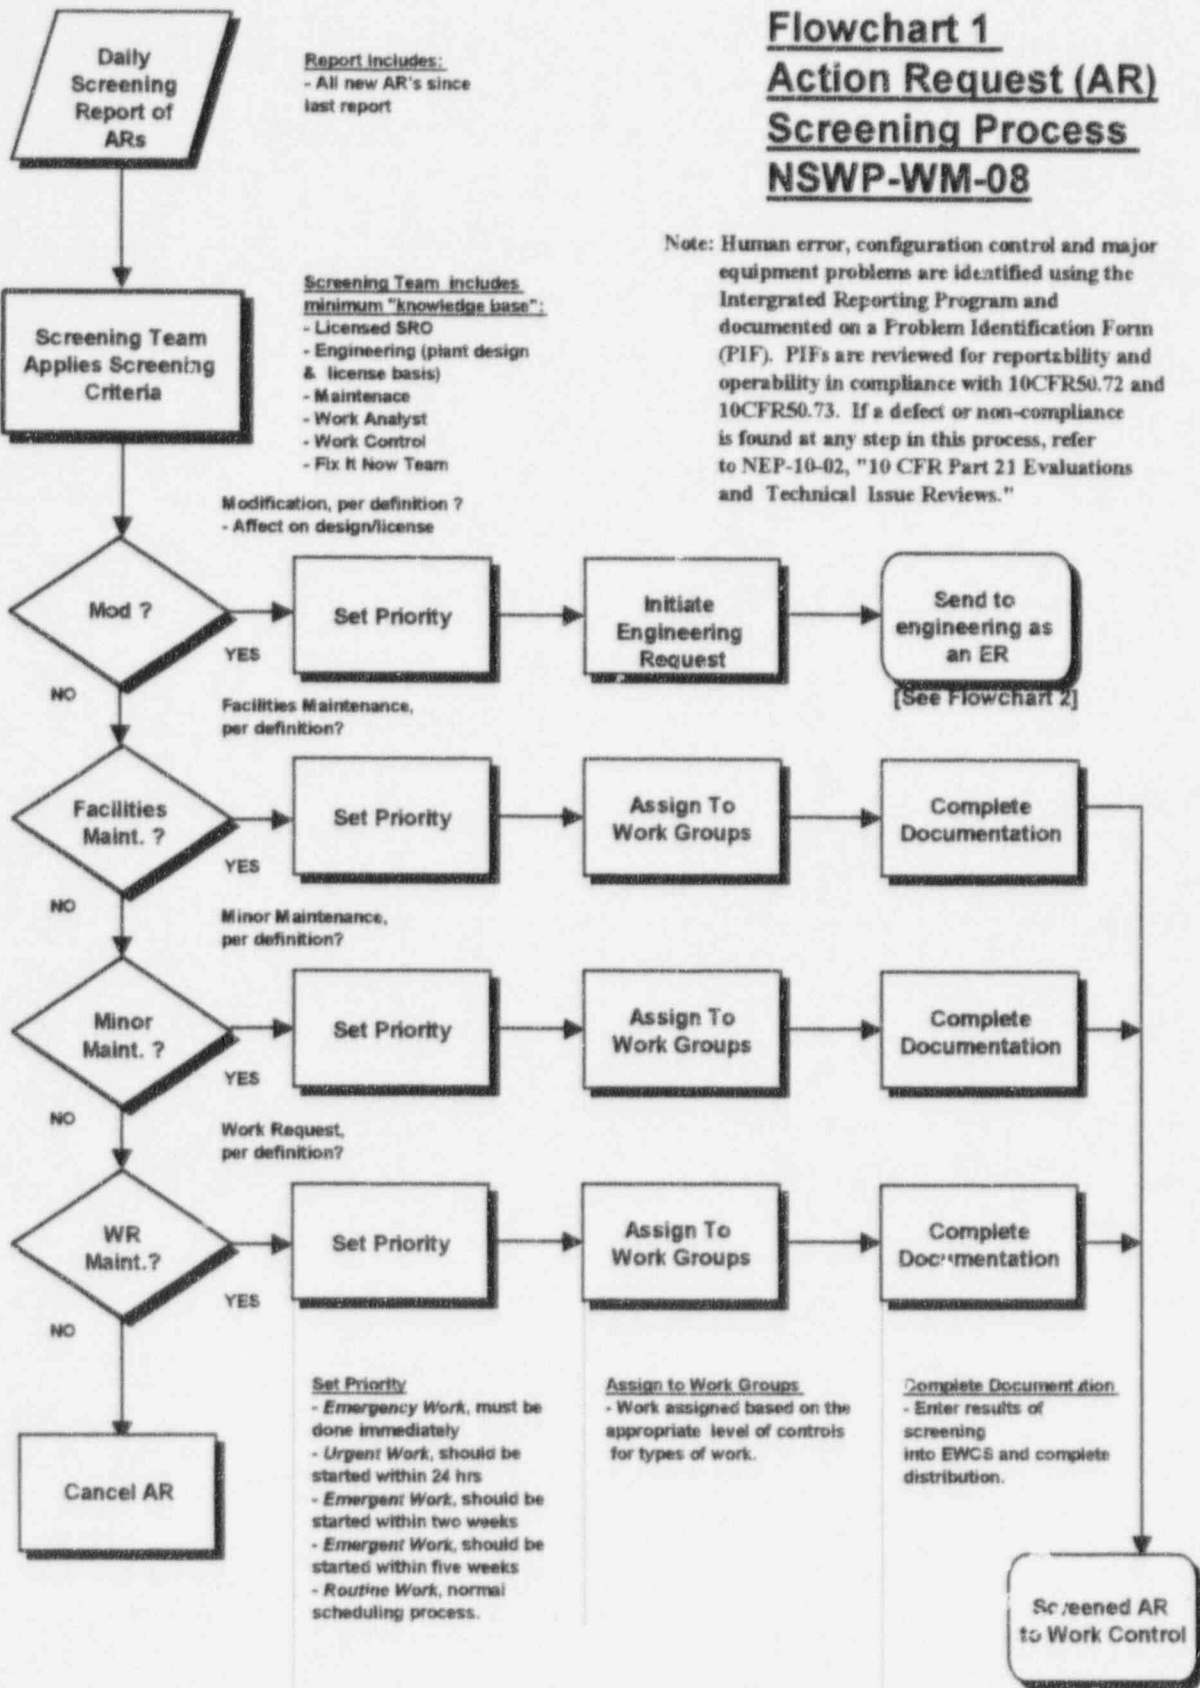 Flowchart 1
Action Request (AR)
Screening Process
NSWP-WM-08
Daily
Screening
Report of
ARs
Report includes:
- All new AR's since
last report
Note: Human error, configuration control and major
equipment problems are identified using the
Intergrated Reporting Program and
documented on a Problem Identification Form
(PIF). PIFs are reviewed for reportability and
operability in compliance with 10CFR50.72 and
10CFR50.73. If a defect or non-compliance
is found at any step in this process, refer
to NEP-10-02, "10 CFR Part 21 Evaluations
and Technical Issue Reviews."
Screening Team
Applies Screening
Criteria
Screening Team includes
minimum "knowledge base":
- Licensed SRO
- Engineering (plant design
& license basis)
- Maintenace
- Work Analyst
- Work Control
- Fix It Now Team
Modification, per definition ?
- Affect on design/license
Mod ?
YES
NO
Set Priority
Initiate
Engineering
Request
Send to
engineering as
an ER
[See Flowchart 2]
Facilities Maintenance,
per definition?
Facilities
Maint. ?
YES
NO
Set Priority
Assign To
Work Groups
Complete
Documentation
Minor Maintenance,
per definition?
Minor
Maint. ?
YES
NO
Set Priority
Assign To
Work Groups
Complete
Documentation
Work Request,
per definition?
WR
Maint.?
YES
NO
Set Priority
Assign To
Work Groups
Complete
Documentation
Cancel AR
Set Priority
- Emergency Work, must be
done immediately
- Urgent Work, should be
started within 24 hrs
- Emergent Work, should be
started within two weeks
- Emergent Work, should be
started within five weeks
- Routine Work, normal
scheduling process.
Assign to Work Groups
- Work assigned based on the
appropriate level of controls
for types of work.
Complete Documentation
- Enter results of
screening
into EWCS and complete
distribution.
Screened AR
to Work Control